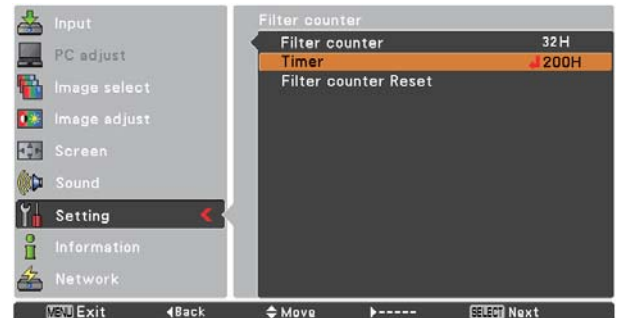 Input
PC adjust
Image select
Image adjust
Screen
Sound
Setting
Information
Network
Filter counter
Filter counter 32H
Timer 200H
Filter counter Reset
MENU Exit Back Move ----- SELECT Next